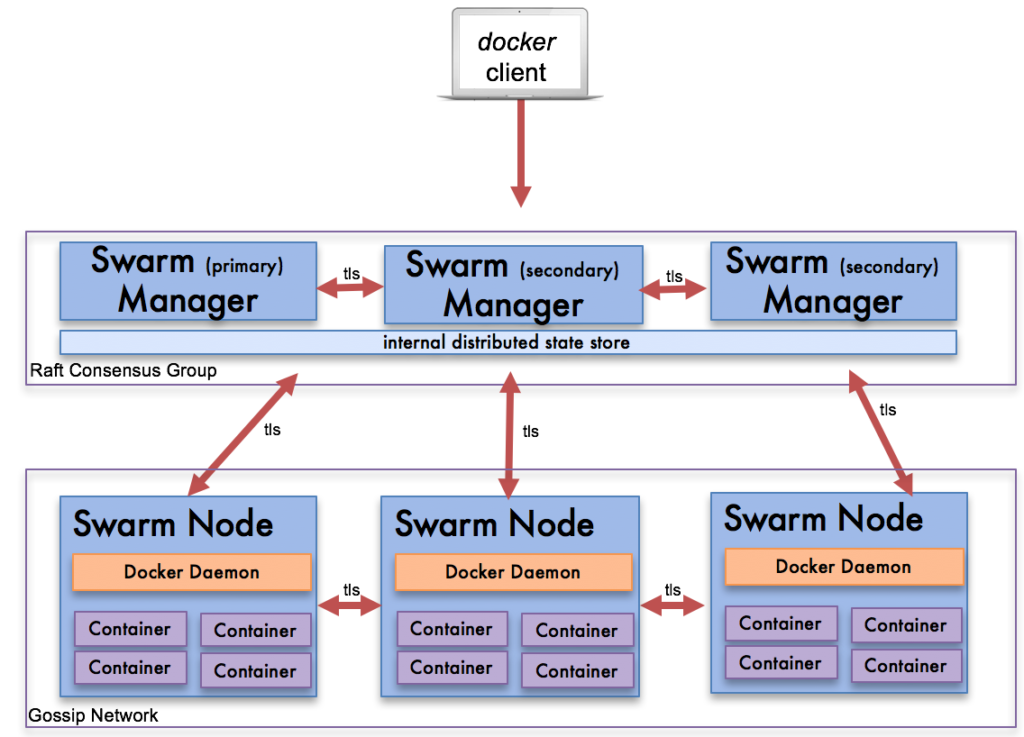 docker
client
Swarm (primary)
Manager
tls
Swarm (secondary)
Manager
tls
Swarm (secondary)
Manager
internal distributed state store
Raft Consensus Group
tls
tls
tls
Swarm Node
Docker Daemon
Container
Container
Container
Container
tls
Swarm Node
Docker Daemon
Container
Container
Container
Container
tls
Swarm Node
Docker Daemon
Container
Container
Container
Container
Gossip Network